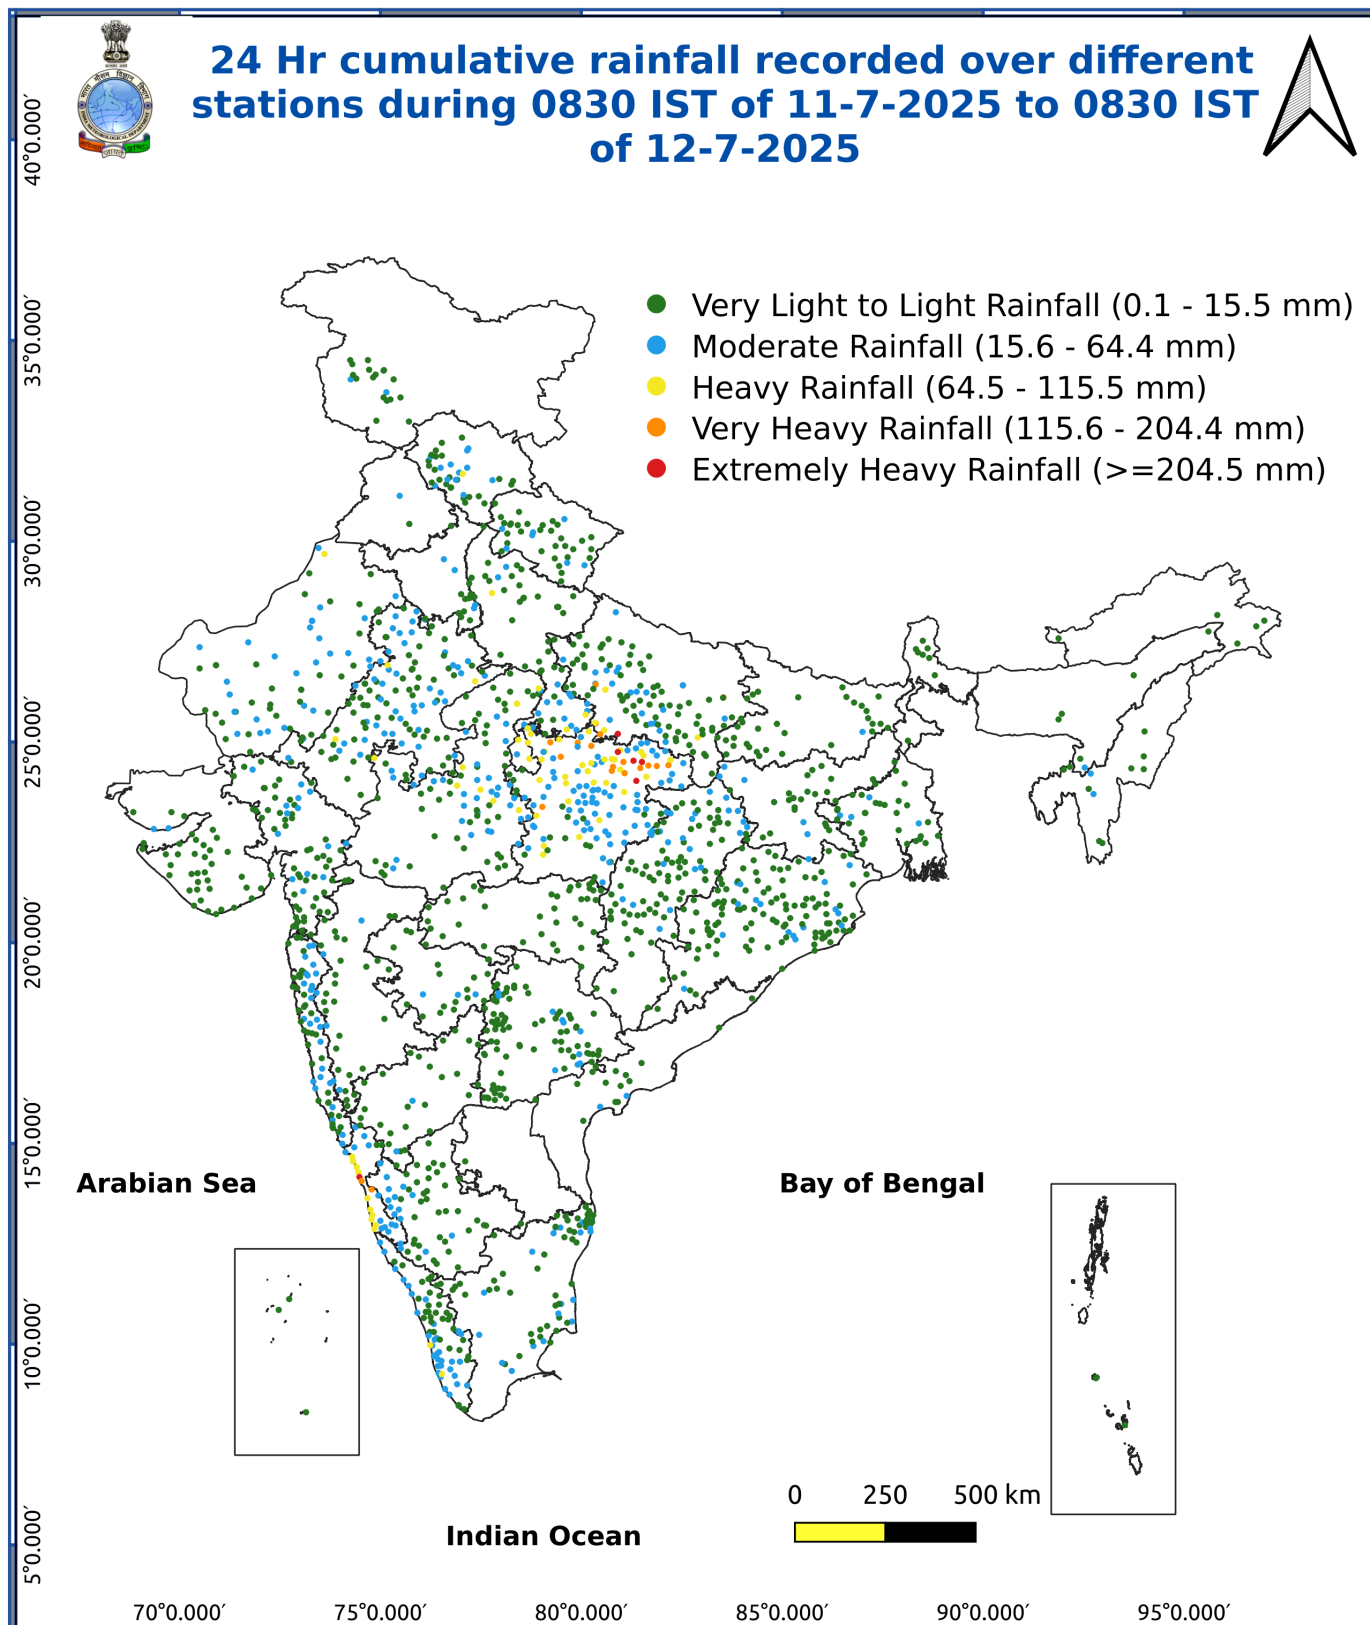 24 Hr cumulative rainfall recorded over different
stations during 0830 IST of 11-7-2025 to 0830 IST
of 12-7-2025
Very Light to Light Rainfall (0.1 - 15.5 mm)
Moderate Rainfall (15.6 - 64.4 mm)
Heavy Rainfall (64.5 - 115.5 mm)
Very Heavy Rainfall (115.6 - 204.4 mm)
Extremely Heavy Rainfall (>=204.5 mm)
40°0.000′
35°0.000′
30°0.000′
25°0.000′
20°0.000′
15°0.000′
10°0.000′
5°0.000′
Arabian Sea
Bay of Bengal
Indian Ocean
0 250 500 km
70°0.000′ 75°0.000′ 80°0.000′ 85°0.000′ 90°0.000′ 95°0.000′